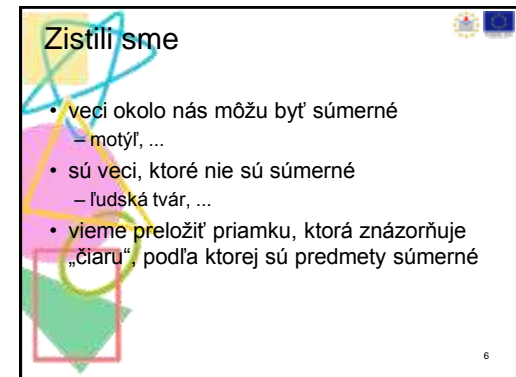 Zistili sme
• veci okolo nás môžu byť súmerné
– motýľ, ...
• sú veci, ktoré nie sú súmerné
– ľudská tvár, ...
• vieme preložiť priamku, ktorá znázorňuje
„čiaru“, podľa ktorej sú predmety súmerné
6